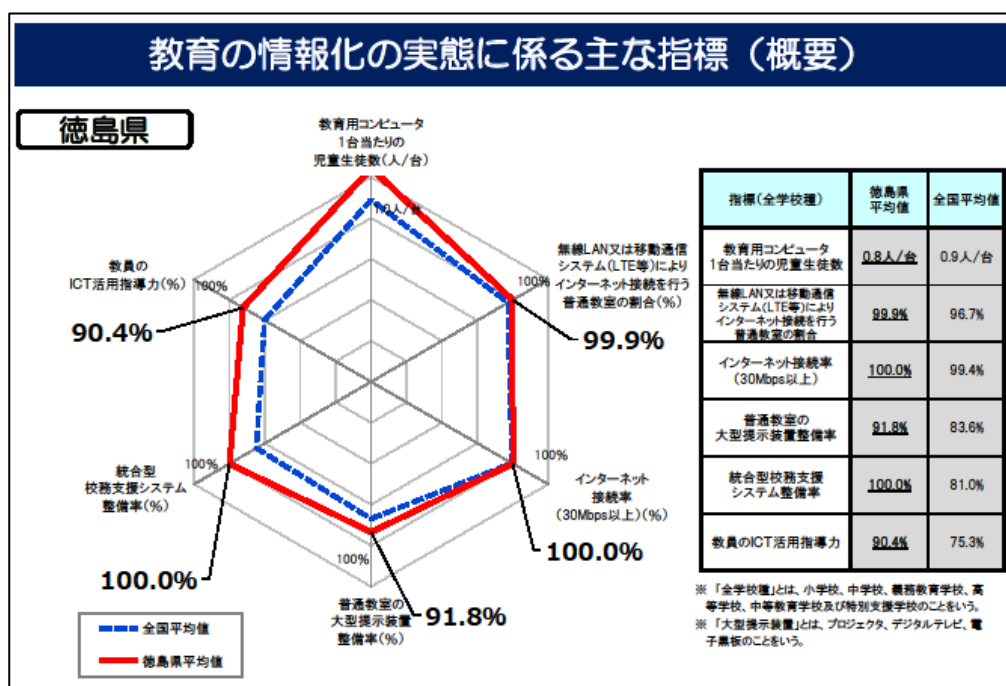 教育の情報化の実態に係る主な指標（概要）
徳島県
教育用コンピュータ
1台当たりの
児童生徒数(人/台)
1.0人/台
無線LAN又は移動通信
システム(LTE等)により
インターネット接続を行う
普通教室の割合(%)
100%
99.9%
教員の
ICT活用指導力(%)
100%
90.4%
統合型
校務支援システム
整備率(%)
100%
100.0%
インターネット
接続率
(30Mbps以上)(%)
100%
100.0%
100%
普通教室の
大型提示装置
整備率(%)
91.8%
全国平均値
徳島県平均値
指標(全学校種) 徳島県 平均値 全国平均値
教育用コンピュータ
1台当たりの児童生徒数 0.8人/台 0.9人/台
無線LAN又は移動通信
システム(LTE等)により
インターネット接続を行う
普通教室の割合 99.9% 96.7%
インターネット接続率
(30Mbps以上) 100.0% 99.4%
普通教室の
大型提示装置整備率 91.8% 83.6%
統合型校務支援
システム整備率 100.0% 81.0%
教員のICT活用指導力 90.4% 75.3%
※ 「全学校種」とは、小学校、中学校、義務教育学校、高
等学校、中等教育学校及び特別支援学校のことをいう。
※ 「大型提示装置」とは、プロジェクタ、デジタルテレビ、電
子黒板のことをいう。